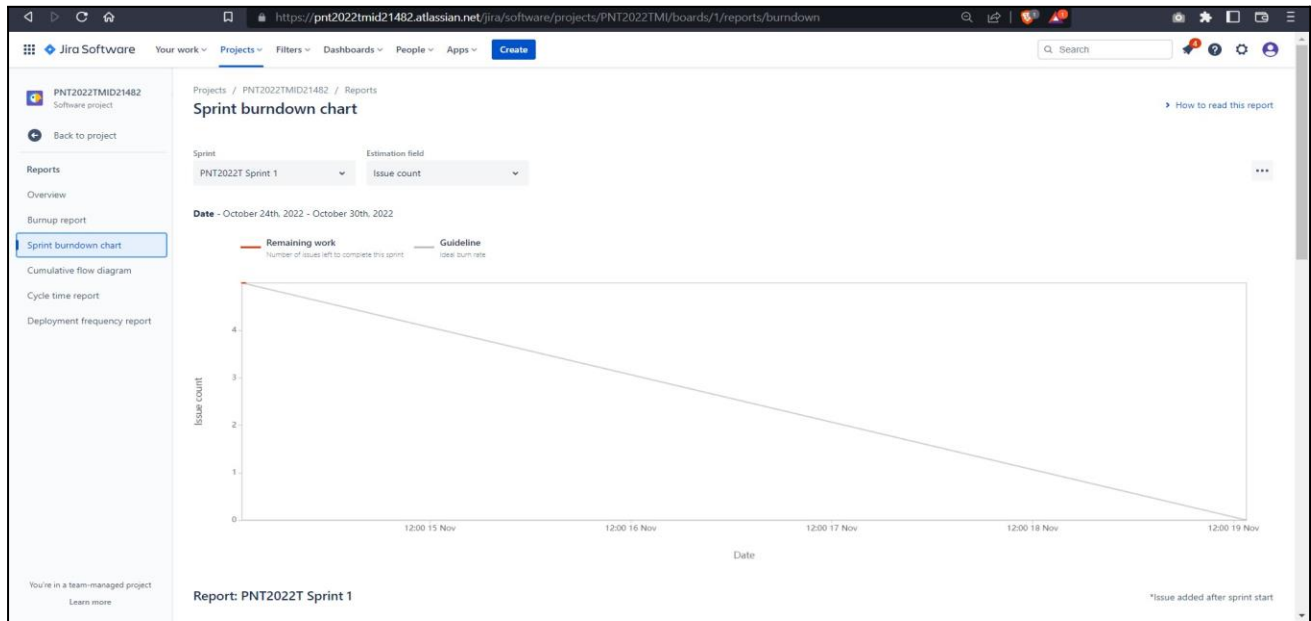 https://pnt2022tmid21482.atlassian.net/jira/software/projects/PNT2022TMI/boards/1/reports/burndown
Jira Software Your work Projects Filters Dashboards People Apps Create Search
PNT2022TMID21482
Software project
Back to project
Reports
Overview
Burnup report
Sprint burndown chart
Cumulative flow diagram
Cycle time report
Deployment frequency report
You're in a team-managed project
Learn more
Projects / PNT2022TMID21482 / Reports
Sprint burndown chart
How to read this report
Sprint Estimation field
PNT2022T Sprint 1 Issue count
Date - October 24th, 2022 - October 30th, 2022
Remaining work Guideline
Number of issues left to complete this sprint Ideal burn rate
4
3
2
1
0
Issue count
12:00 15 Nov 12:00 16 Nov 12:00 17 Nov 12:00 18 Nov 12:00 19 Nov
Date
Report: PNT2022T Sprint 1
*Issue added after sprint start